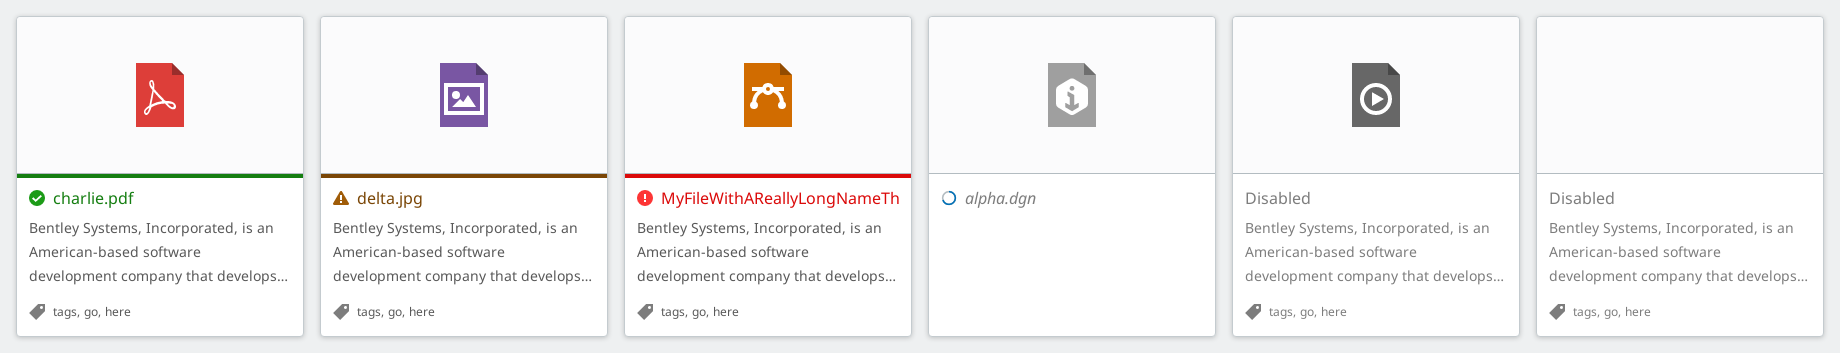 charlie.pdf
Bentley Systems, Incorporated, is an
American-based software
development company that develops...
tags, go, here
delta.jpg
Bentley Systems, Incorporated, is an
American-based software
development company that develops...
tags, go, here
MyFileWithAReallyLongNameTh
Bentley Systems, Incorporated, is an
American-based software
development company that develops...
tags, go, here
alpha.dgn
Disabled
Bentley Systems, Incorporated, is an
American-based software
development company that develops...
tags, go, here
Disabled
Bentley Systems, Incorporated, is an
American-based software
development company that develops...
tags, go, here